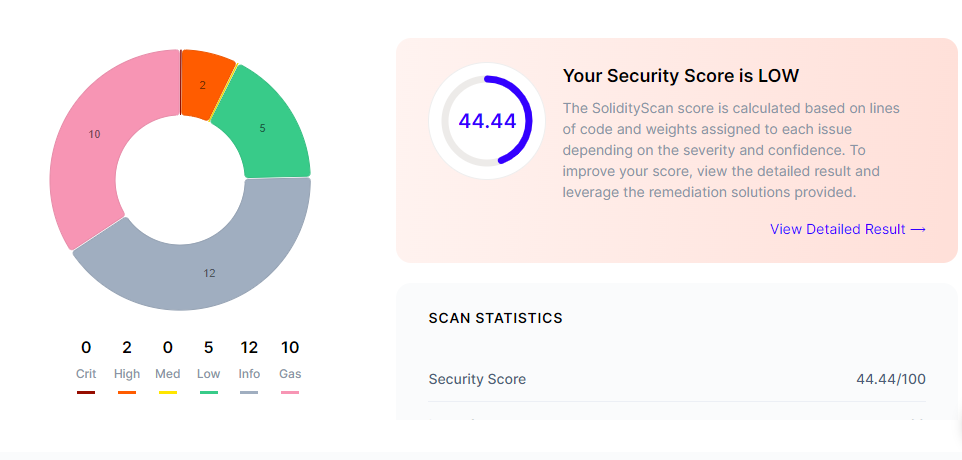 2
5
10
12
0 2 0 5 12 10
Crit High Med Low Info Gas
Your Security Score is LOW
44.44
The SolidityScan score is calculated based on lines
of code and weights assigned to each issue
depending on the severity and confidence. To
improve your score, view the detailed result and
leverage the remediation solutions provided.
View Detailed Result →
SCAN STATISTICS
Security Score 44.44/100